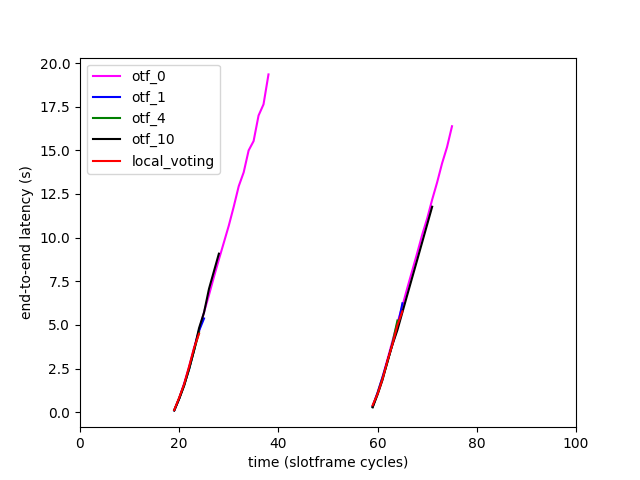 otf_0
otf_1
otf_4
otf_10
local_voting
end-to-end latency (s)
20.0
17.5
15.0
12.5
10.0
7.5
5.0
2.5
0.0
0 20 40 60 80 100
time (slotframe cycles)